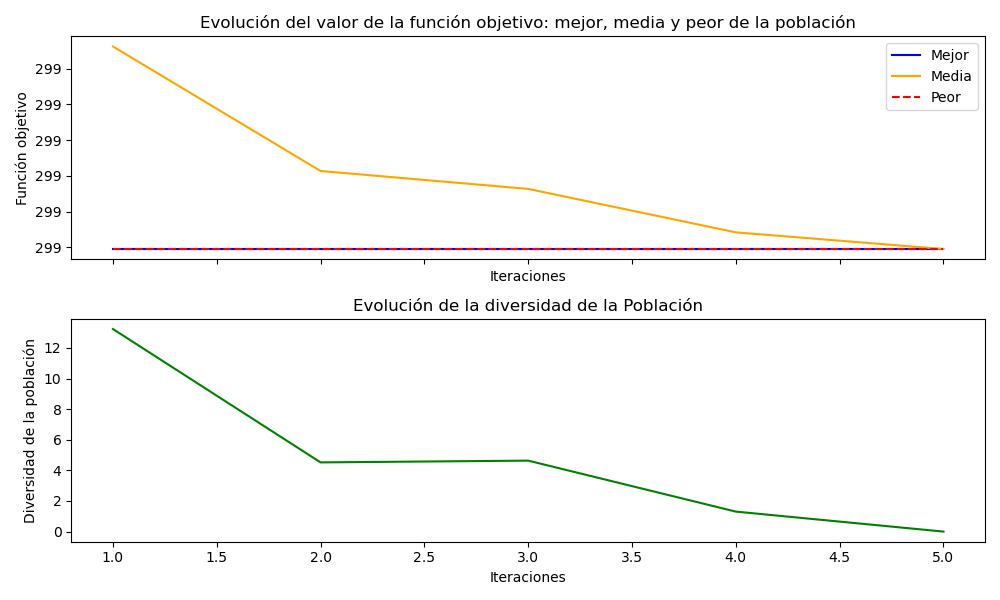 Evolución del valor de la función objetivo: mejor, media y peor de la población
Función objetivo
299
299
299
299
299
299
Mejor
Media
Peor
Iteraciones
Evolución de la diversidad de la Población
Diversidad de la población
12
10
8
6
4
2
0
1.0 1.5 2.0 2.5 3.0 3.5 4.0 4.5 5.0
Iteraciones